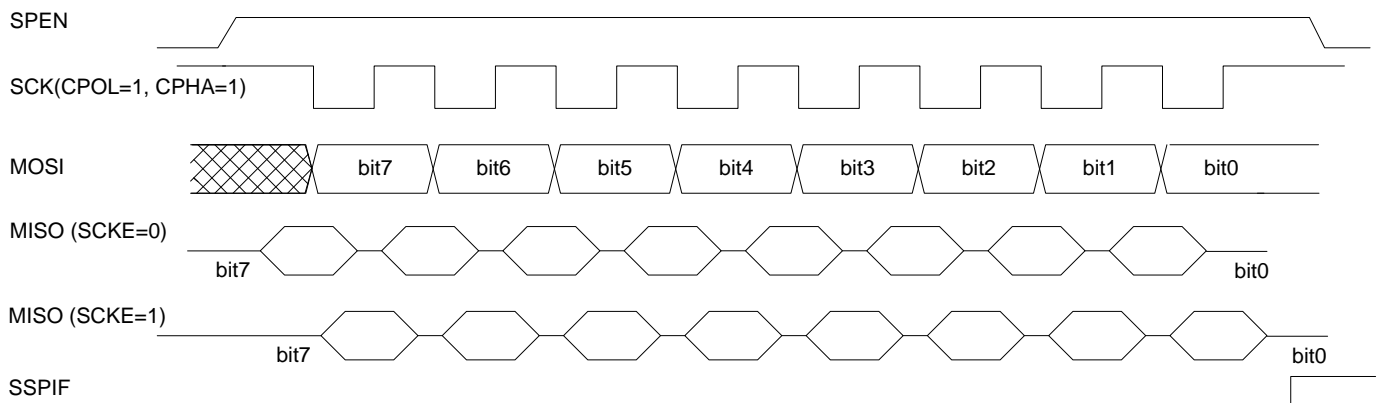 SPEN
SCK(CPOL=1, CPHA=1)
MOSI
bit7 bit6 bit5 bit4 bit3 bit2 bit1 bit0
MISO (SCKE=0)
bit7 bit0
MISO (SCKE=1)
bit7 bit0
SSPIF